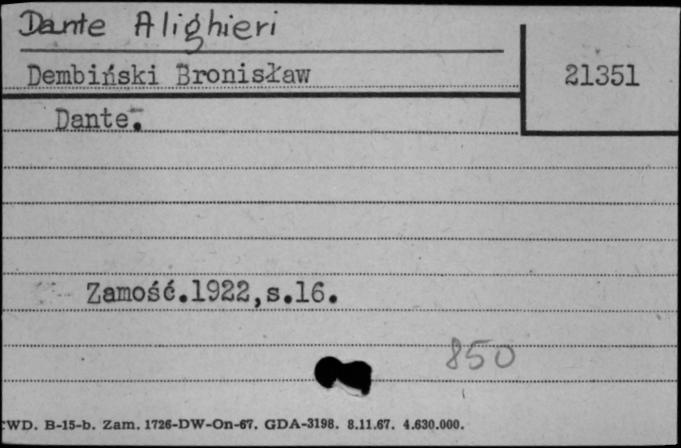 Dante Alighieri
Dembiński Bronisław
21351
Dante.
Zamość.1922,s.16.
850
CWD. B-15-b. Zam. 1726-DW-On-67. GDA-3198. 8.11.67. 4.630.000.